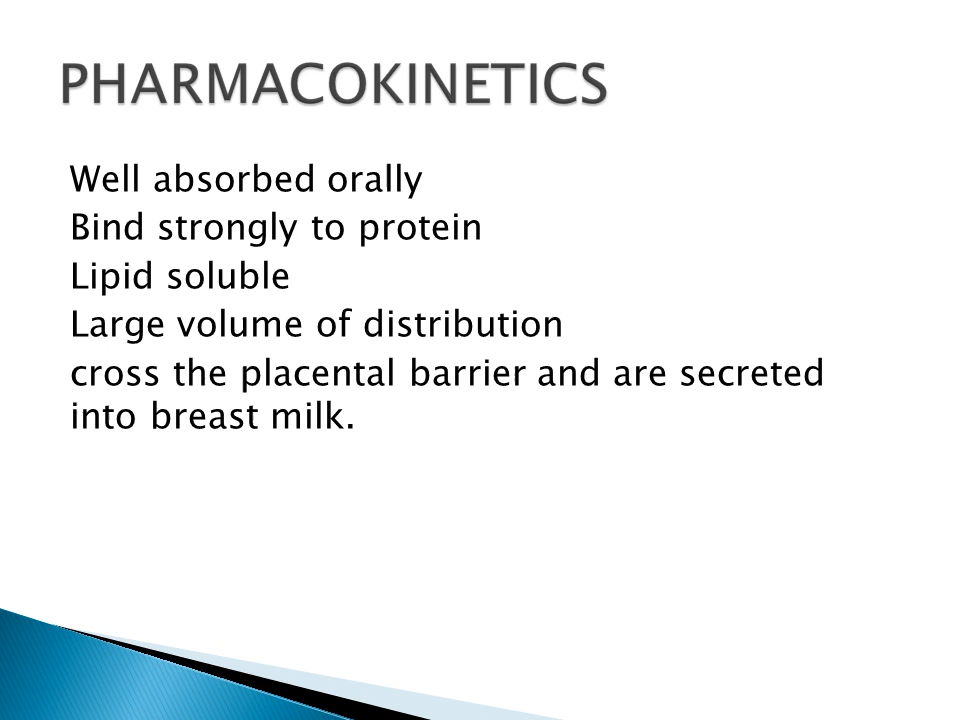 PHARMACOKINETICS
Well absorbed orally
Bind strongly to protein
Lipid soluble
Large volume of distribution
cross the placental barrier and are secreted
into breast milk.